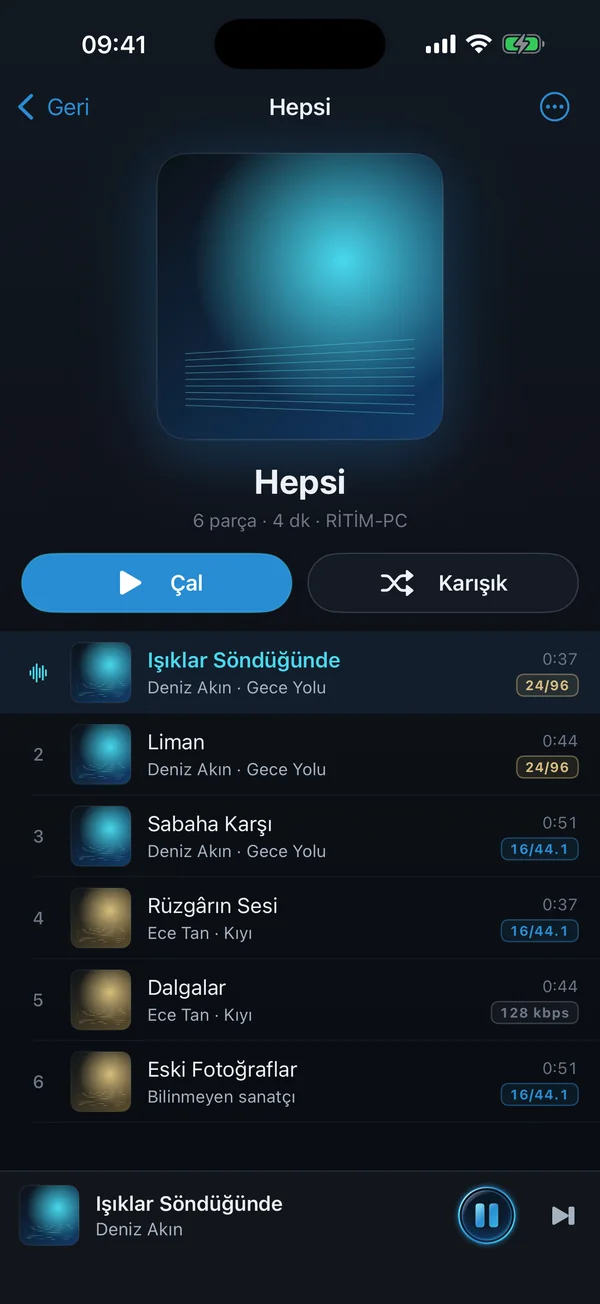 09:41
Geri
Hepsi
Hepsi
6 parça · 4 dk · RİTİM-PC
Çal
Karışık
Işıklar Söndüğünde
0:37
Deniz Akın · Gece Yolu
24/96
2
Liman
0:44
Deniz Akın · Gece Yolu
24/96
3
Sabaha Karşı
0:51
Deniz Akın · Gece Yolu
16/44.1
4
Rüzgârın Sesi
0:37
Ece Tan · Kıyı
16/44.1
5
Dalgalar
0:44
Ece Tan · Kıyı
128 kbps
6
Eski Fotoğraflar
0:51
Bilinmeyen sanatçı
16/44.1
Işıklar Söndüğünde
Deniz Akın